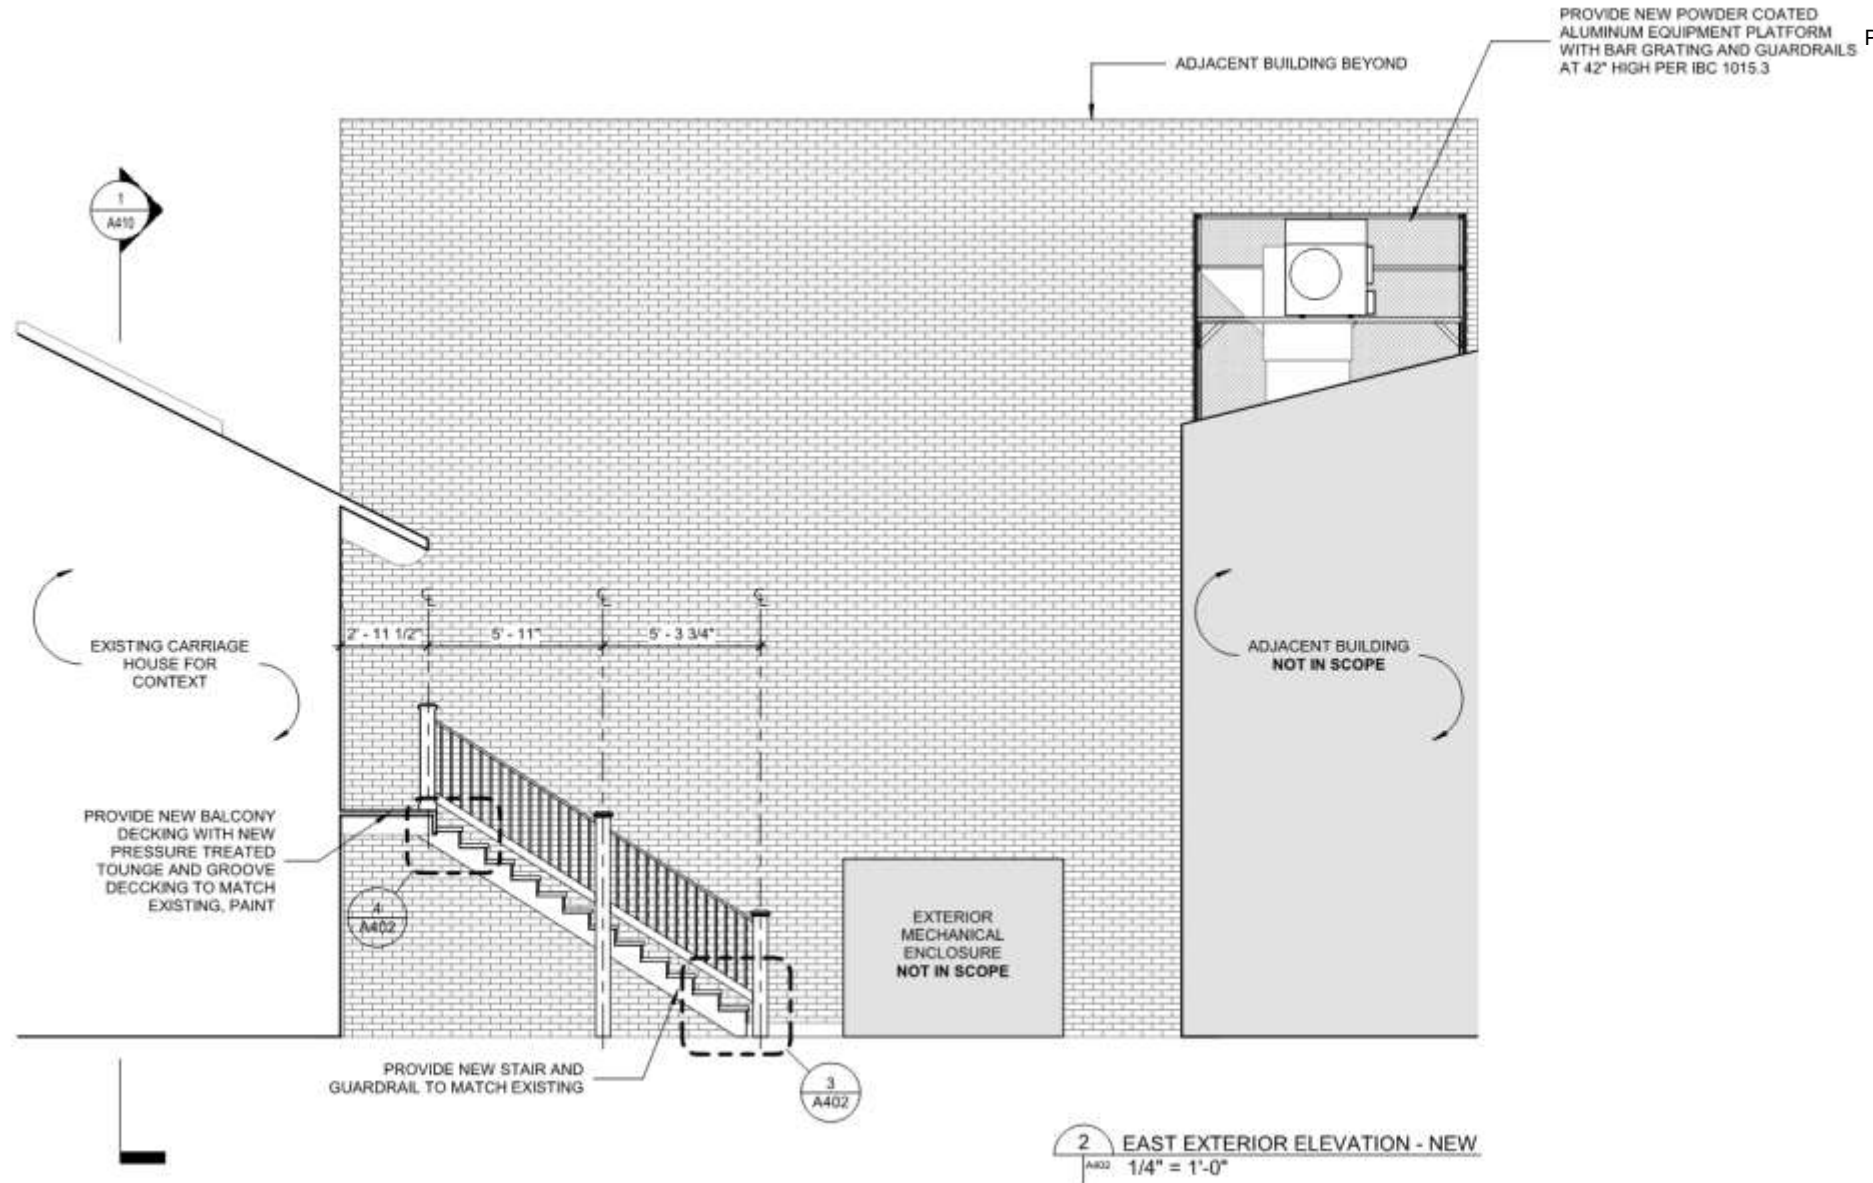 PROVIDE NEW POWDER COATED
ALUMINUM EQUIPMENT PLATFORM
WITH BAR GRATING AND GUARDRAILS
AT 42" HIGH PER IBC 1015.3
P
ADJACENT BUILDING BEYOND
1
A410
2' - 11 1/2"
5' - 11"
5' - 3 3/4"
EXISTING CARRIAGE
HOUSE FOR
CONTEXT
ADJACENT BUILDING
NOT IN SCOPE
PROVIDE NEW BALCONY
DECKING WITH NEW
PRESSURE TREATED
TOUNGE AND GROOVE
DECCKING TO MATCH
EXISTING, PAINT
4
A402
EXTERIOR
MECHANICAL
ENCLOSURE
NOT IN SCOPE
PROVIDE NEW STAIR AND
GUARDRAIL TO MATCH EXISTING
3
A402
2
A402
EAST EXTERIOR ELEVATION - NEW
1/4" = 1'-0"